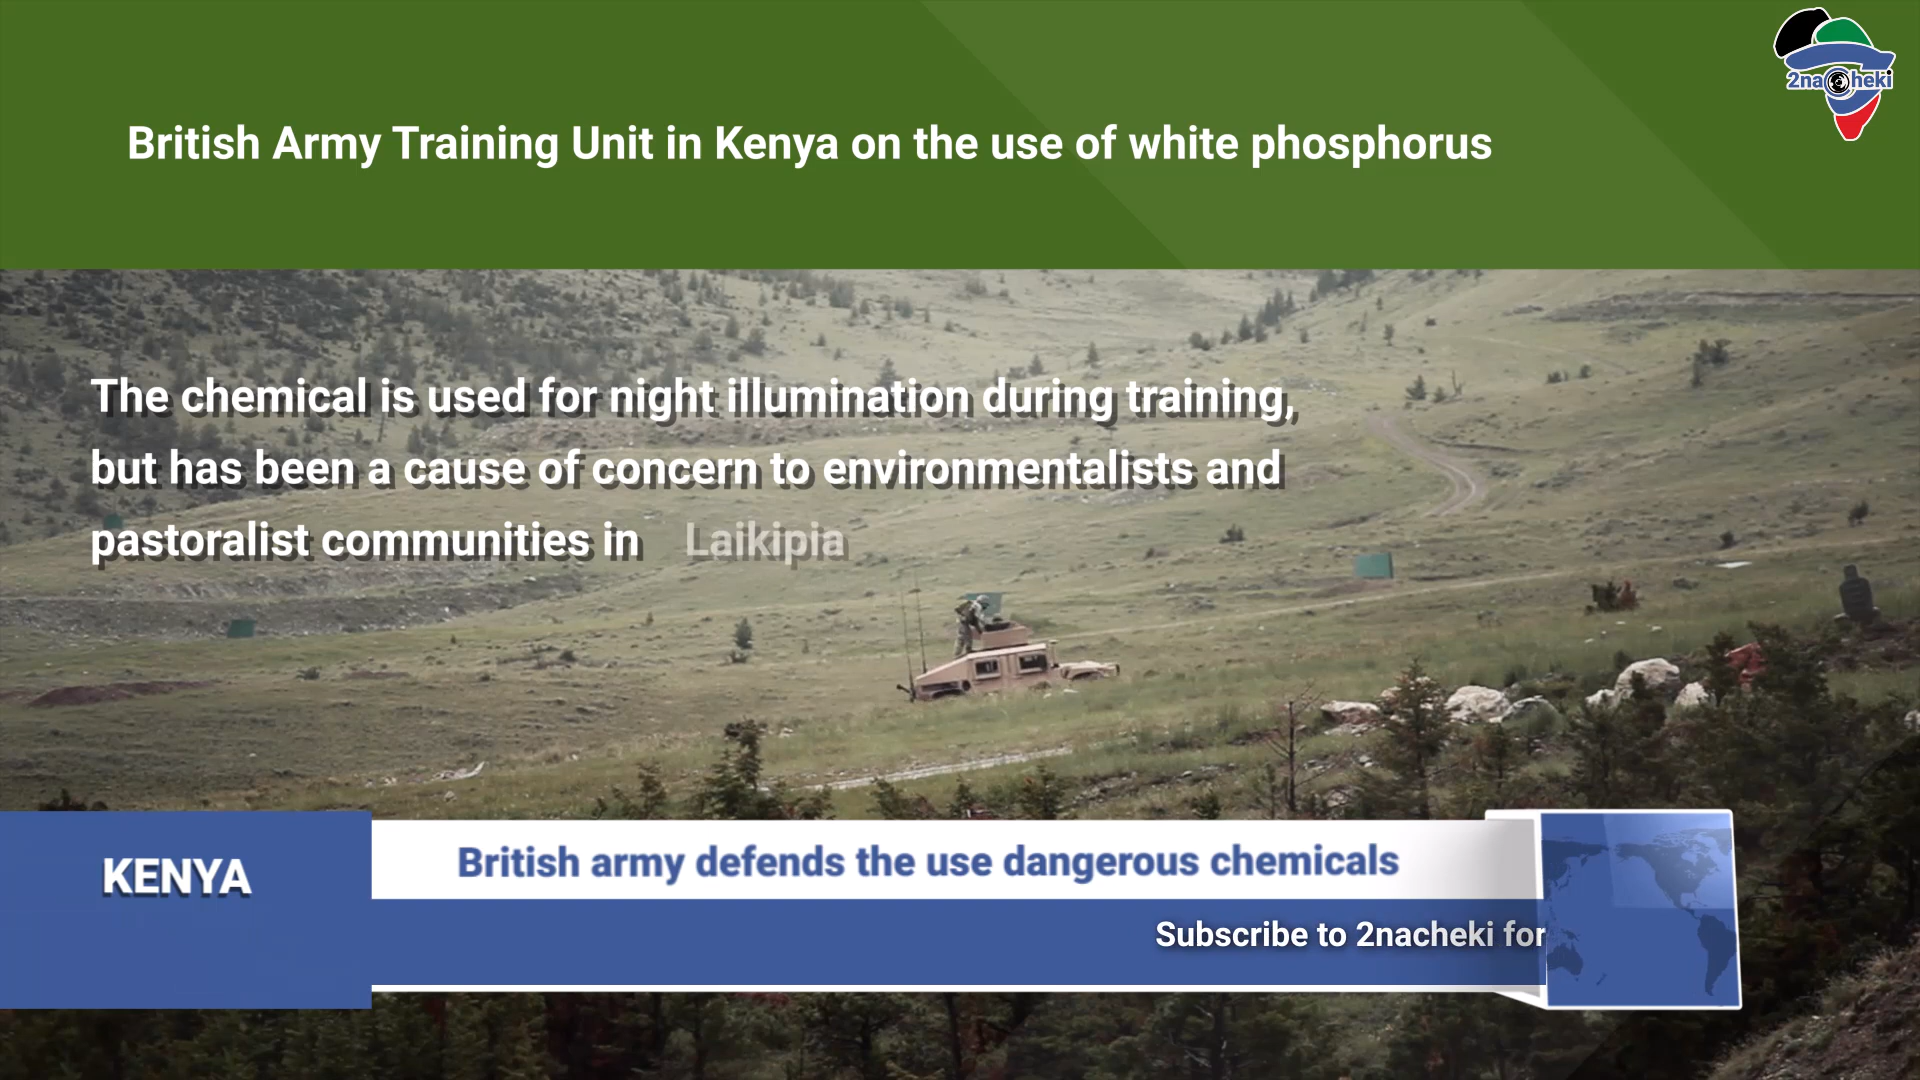 2nacheki
British Army Training Unit in Kenya on the use of white phosphorus
The chemical is used for night illumination during training,
but has been a cause of concern to environmentalists and
pastoralist communities in Laikipia
KENYA
British army defends the use dangerous chemicals
Subscribe to 2nacheki for